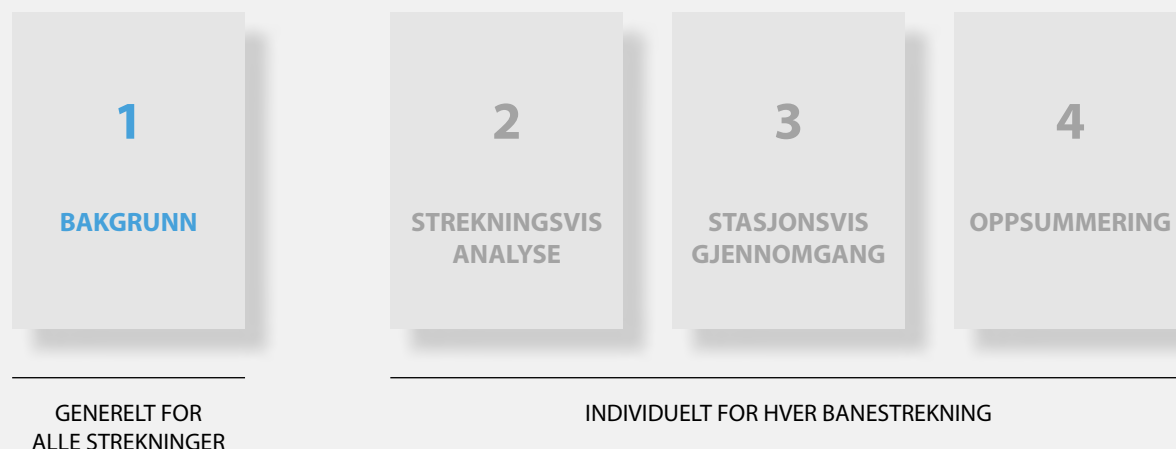 1
BAKGRUNN
2
STREKNINGSVIS
ANALYSE
3
STASJONSVIS
GJENNOMGANG
4
OPPSUMMERING
GENERELT FOR
ALLE STREKNINGER
INDIVIDUELT FOR HVER BANESTREKNING